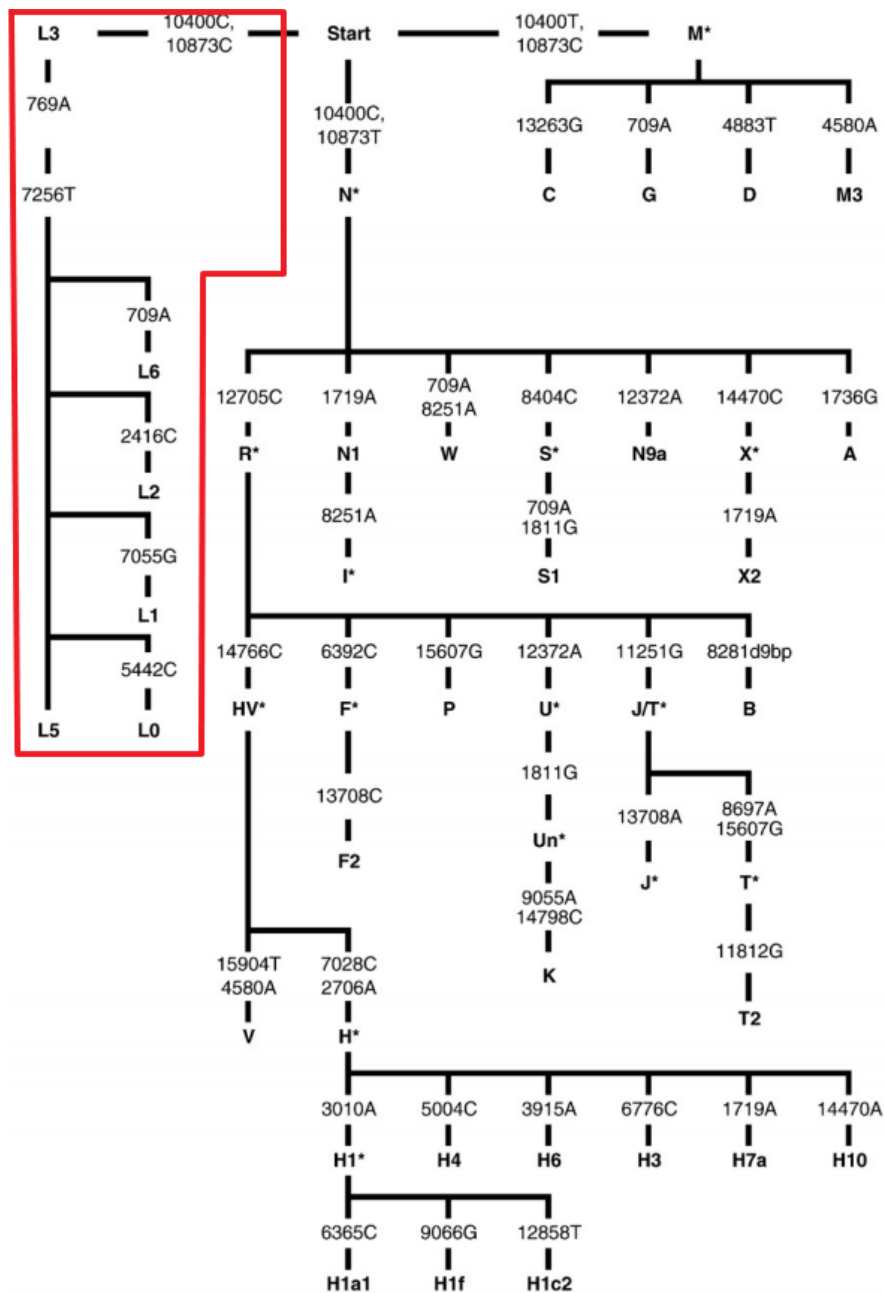 L3 10400C, Start 10400T, M*
10873C 10873C
769A
10400C,
10873T
13263G 709A 4883T 4580A
7256T N* C G D M3
709A
L6
12705C 1719A 709A 8404C 12372A 14470C 1736G
8251A
2416C R* N1 W S* N9a X* A
L2
8251A 709A 1719A
1811G
7055G
I* S1 X2
L1
14766C 6392C 15607G 12372A 11251G 8281d9bp
5442C
L5 L0 HV* F* P U* J/T* B
1811G
13708C 13708A 8697A
15607G
Un*
F2 J* T*
9055A
14798C
11812G
15904T 7028C K
4580A 2706A
T2
V H*
3010A 5004C 3915A 6776C 1719A 14470A
H1* H4 H6 H3 H7a H10
6365C 9066G 12858T
H1a1 H1f H1c2